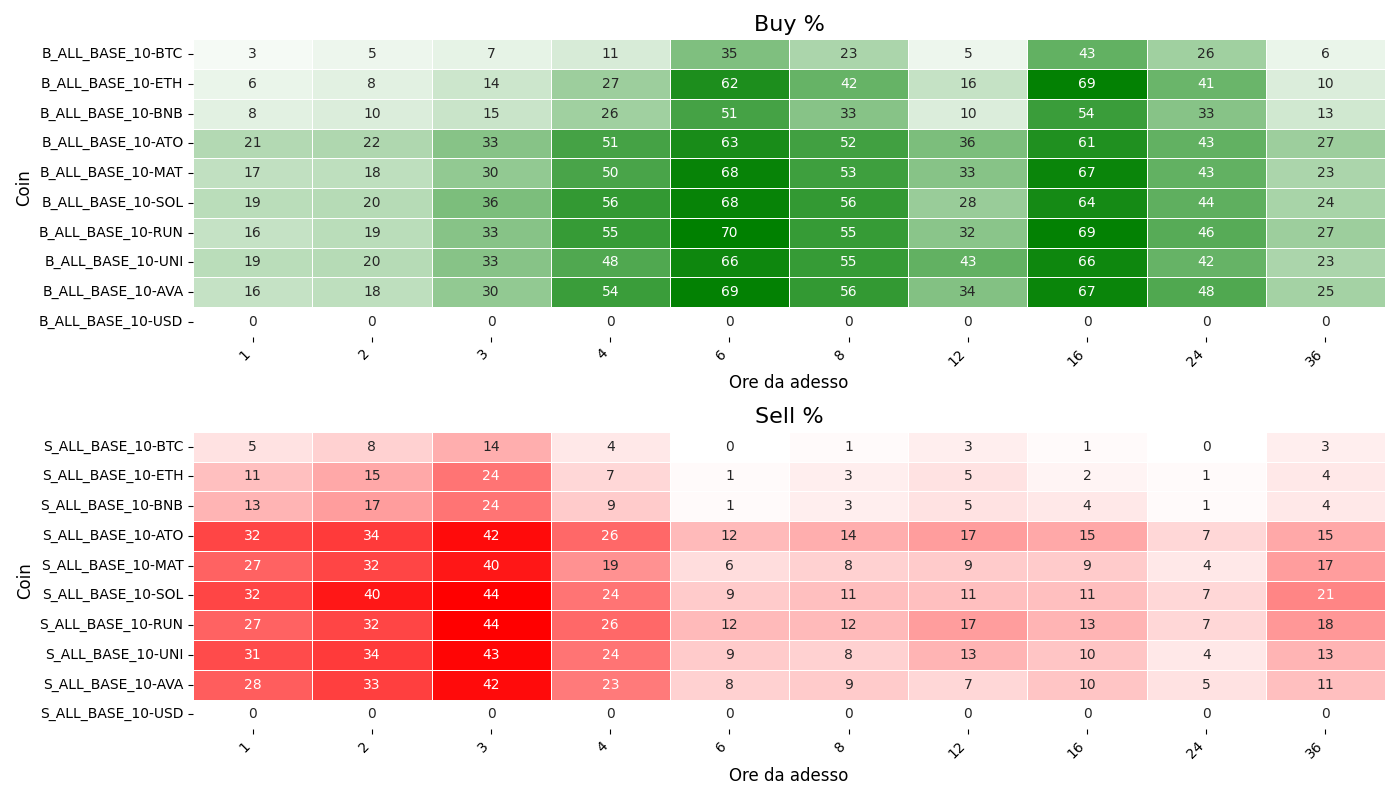 Buy %
Coin
B_ALL_BASE_10-BTC 3 5 7 11 35 23 5 43 26 6
B_ALL_BASE_10-ETH 6 8 14 27 62 42 16 69 41 10
B_ALL_BASE_10-BNB 8 10 15 26 51 33 10 54 33 13
B_ALL_BASE_10-ATO 21 22 33 51 63 52 36 61 43 27
B_ALL_BASE_10-MAT 17 18 30 50 68 53 33 67 43 23
B_ALL_BASE_10-SOL 19 20 36 56 68 56 28 64 44 24
B_ALL_BASE_10-RUN 16 19 33 55 70 55 32 69 46 27
B_ALL_BASE_10-UNI 19 20 33 48 66 55 43 66 42 23
B_ALL_BASE_10-AVA 16 18 30 54 69 56 34 67 48 25
B_ALL_BASE_10-USD 0 0 0 0 0 0 0 0 0 0
1 2 3 4 6 8 12 16 24 36
Ore da adesso
Sell %
Coin
S_ALL_BASE_10-BTC 5 8 14 4 0 1 3 1 0 3
S_ALL_BASE_10-ETH 11 15 24 7 1 3 5 2 1 4
S_ALL_BASE_10-BNB 13 17 24 9 1 3 5 4 1 4
S_ALL_BASE_10-ATO 32 34 42 26 12 14 17 15 7 15
S_ALL_BASE_10-MAT 27 32 40 19 6 8 9 9 4 17
S_ALL_BASE_10-SOL 32 40 44 24 9 11 11 11 7 21
S_ALL_BASE_10-RUN 27 32 44 26 12 12 17 13 7 18
S_ALL_BASE_10-UNI 31 34 43 24 9 8 13 10 4 13
S_ALL_BASE_10-AVA 28 33 42 23 8 9 7 10 5 11
S_ALL_BASE_10-USD 0 0 0 0 0 0 0 0 0 0
1 2 3 4 6 8 12 16 24 36
Ore da adesso